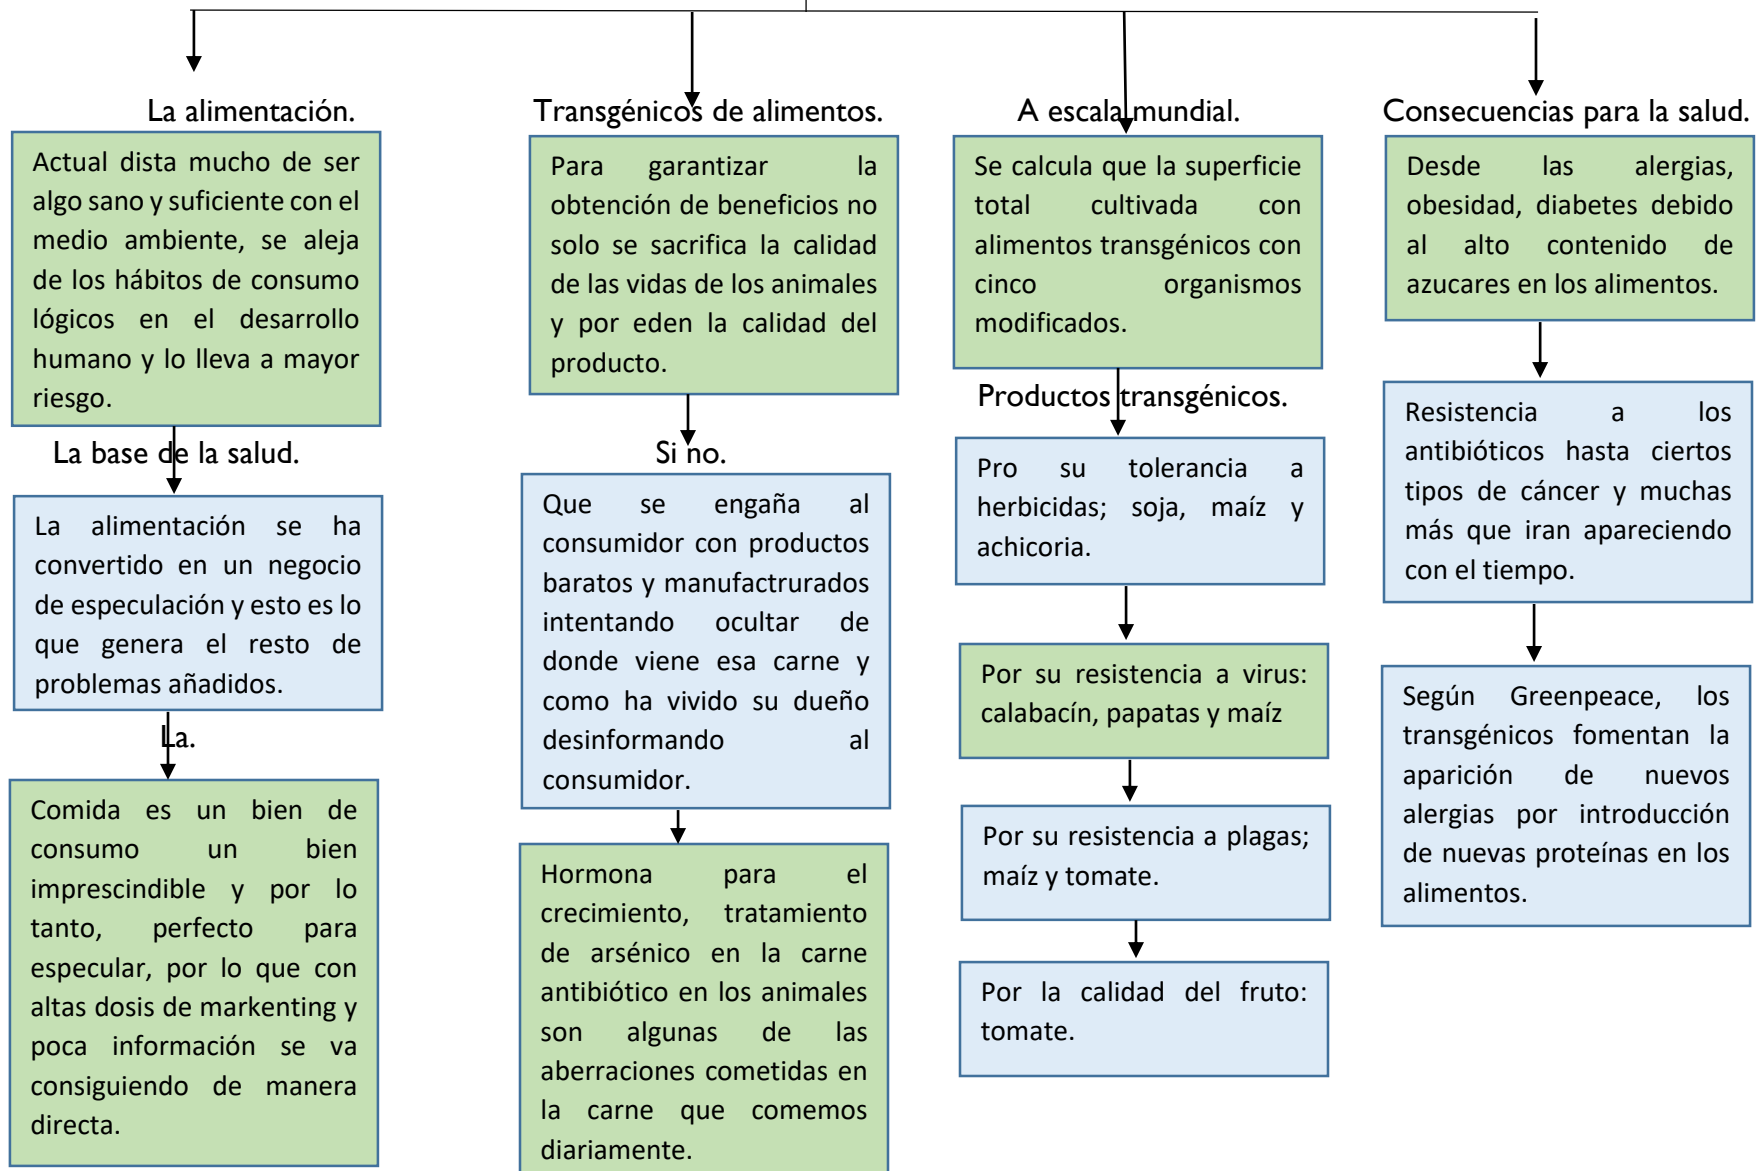 La alimentación.
Actual dista mucho de ser
algo sano y suficiente con el
medio ambiente, se aleja
de los hábitos de consumo
lógicos en el desarrollo
humano y lo lleva a mayor
riesgo.
La base de la salud.
La alimentación se ha
convertido en un negocio
de especulación y esto es lo
que genera el resto de
problemas añadidos.
La.
Comida es un bien de
consumo un bien
imprescindible y por lo
tanto, perfecto para
especular, por lo que con
altas dosis de markenting y
poca información se va
consiguiendo de manera
directa.
Transgénicos de alimentos.
Para garantizar la
obtención de beneficios no
solo se sacrifica la calidad
de las vidas de los animales
y por eden la calidad del
producto.
Si no.
Que se engaña al
consumidor con productos
baratos y manufactrurados
intentando ocultar de
donde viene esa carne y
como ha vivido su dueño
desinformando al
consumidor.
Hormona para el
crecimiento, tratamiento
de arsénico en la carne
antibiótico en los animales
son algunas de las
aberraciones cometidas en
la carne que comemos
diariamente.
A escala mundial.
Se calcula que la superficie
total cultivada con
alimentos transgénicos con
cinco organismos
modificados.
Productos transgénicos.
Pro su tolerancia a
herbicidas; soja, maíz y
achicoria.
Por su resistencia a virus:
calabacín, papatas y maíz
Por su resistencia a plagas;
maíz y tomate.
Por la calidad del fruto:
tomate.
Consecuencias para la salud.
Desde las alergias,
obesidad, diabetes debido
al alto contenido de
azucares en los alimentos.
Resistencia a los
antibióticos hasta ciertos
tipos de cáncer y muchas
más que iran apareciendo
con el tiempo.
Según Greenpeace, los
transgénicos fomentan la
aparición de nuevos
alergias por introducción
de nuevas proteínas en los
alimentos.